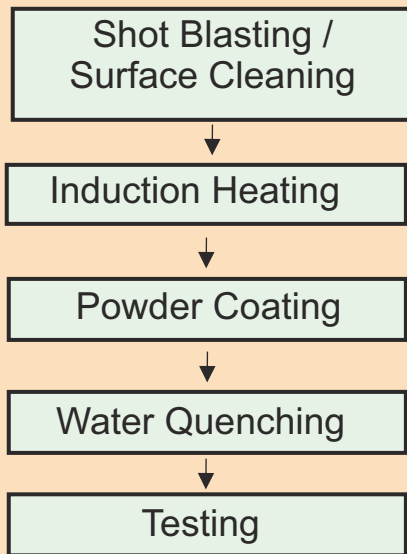 Shot Blasting /
Surface Cleaning
Induction Heating
Powder Coating
Water Quenching
Testing